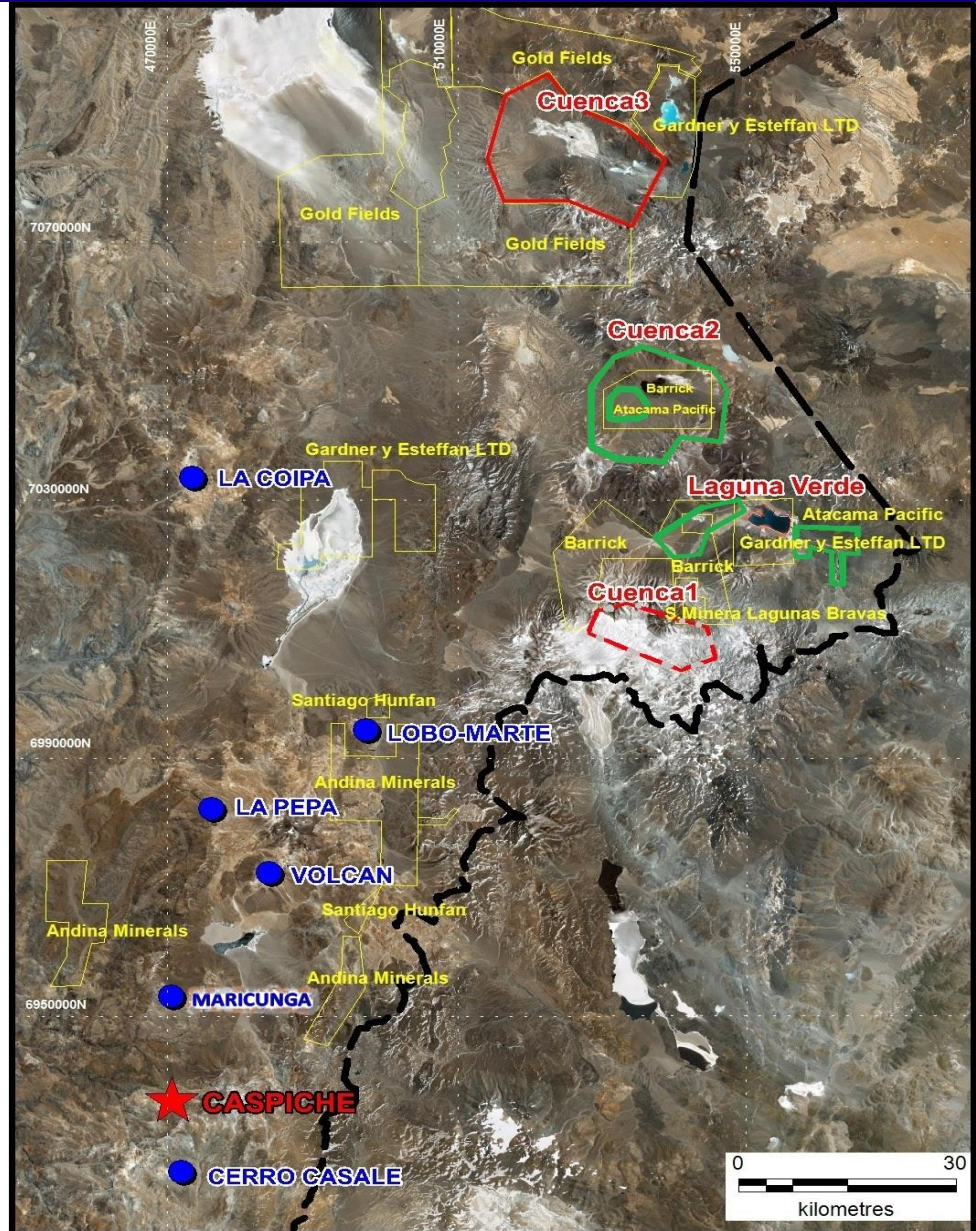 470000E
510000E
550000E
Gold Fields
Cuenca3
Gardner y Esteffan LTD
Gold Fields
7070000N
Gold Fields
Cuenca2
Barrick
Atacama Pacific
Gardner y Esteffan LTD
LA COIPA
Laguna Verde
7030000N
Atacama Pacific
Barrick
Gardner y Esteffan LTD
Barrick
Cuenca1
S.Minera Lagunas Bravas
Santiago Hunfan
LOBO-MARTE
6990000N
Andina Minerals
LA PEPA
VOLCAN
Santiago Hunfan
Andina Minerals
Andina Minerals
MARICUNGA
6950000N
CASPICHE
CERRO CASALE
0 30
kilometres